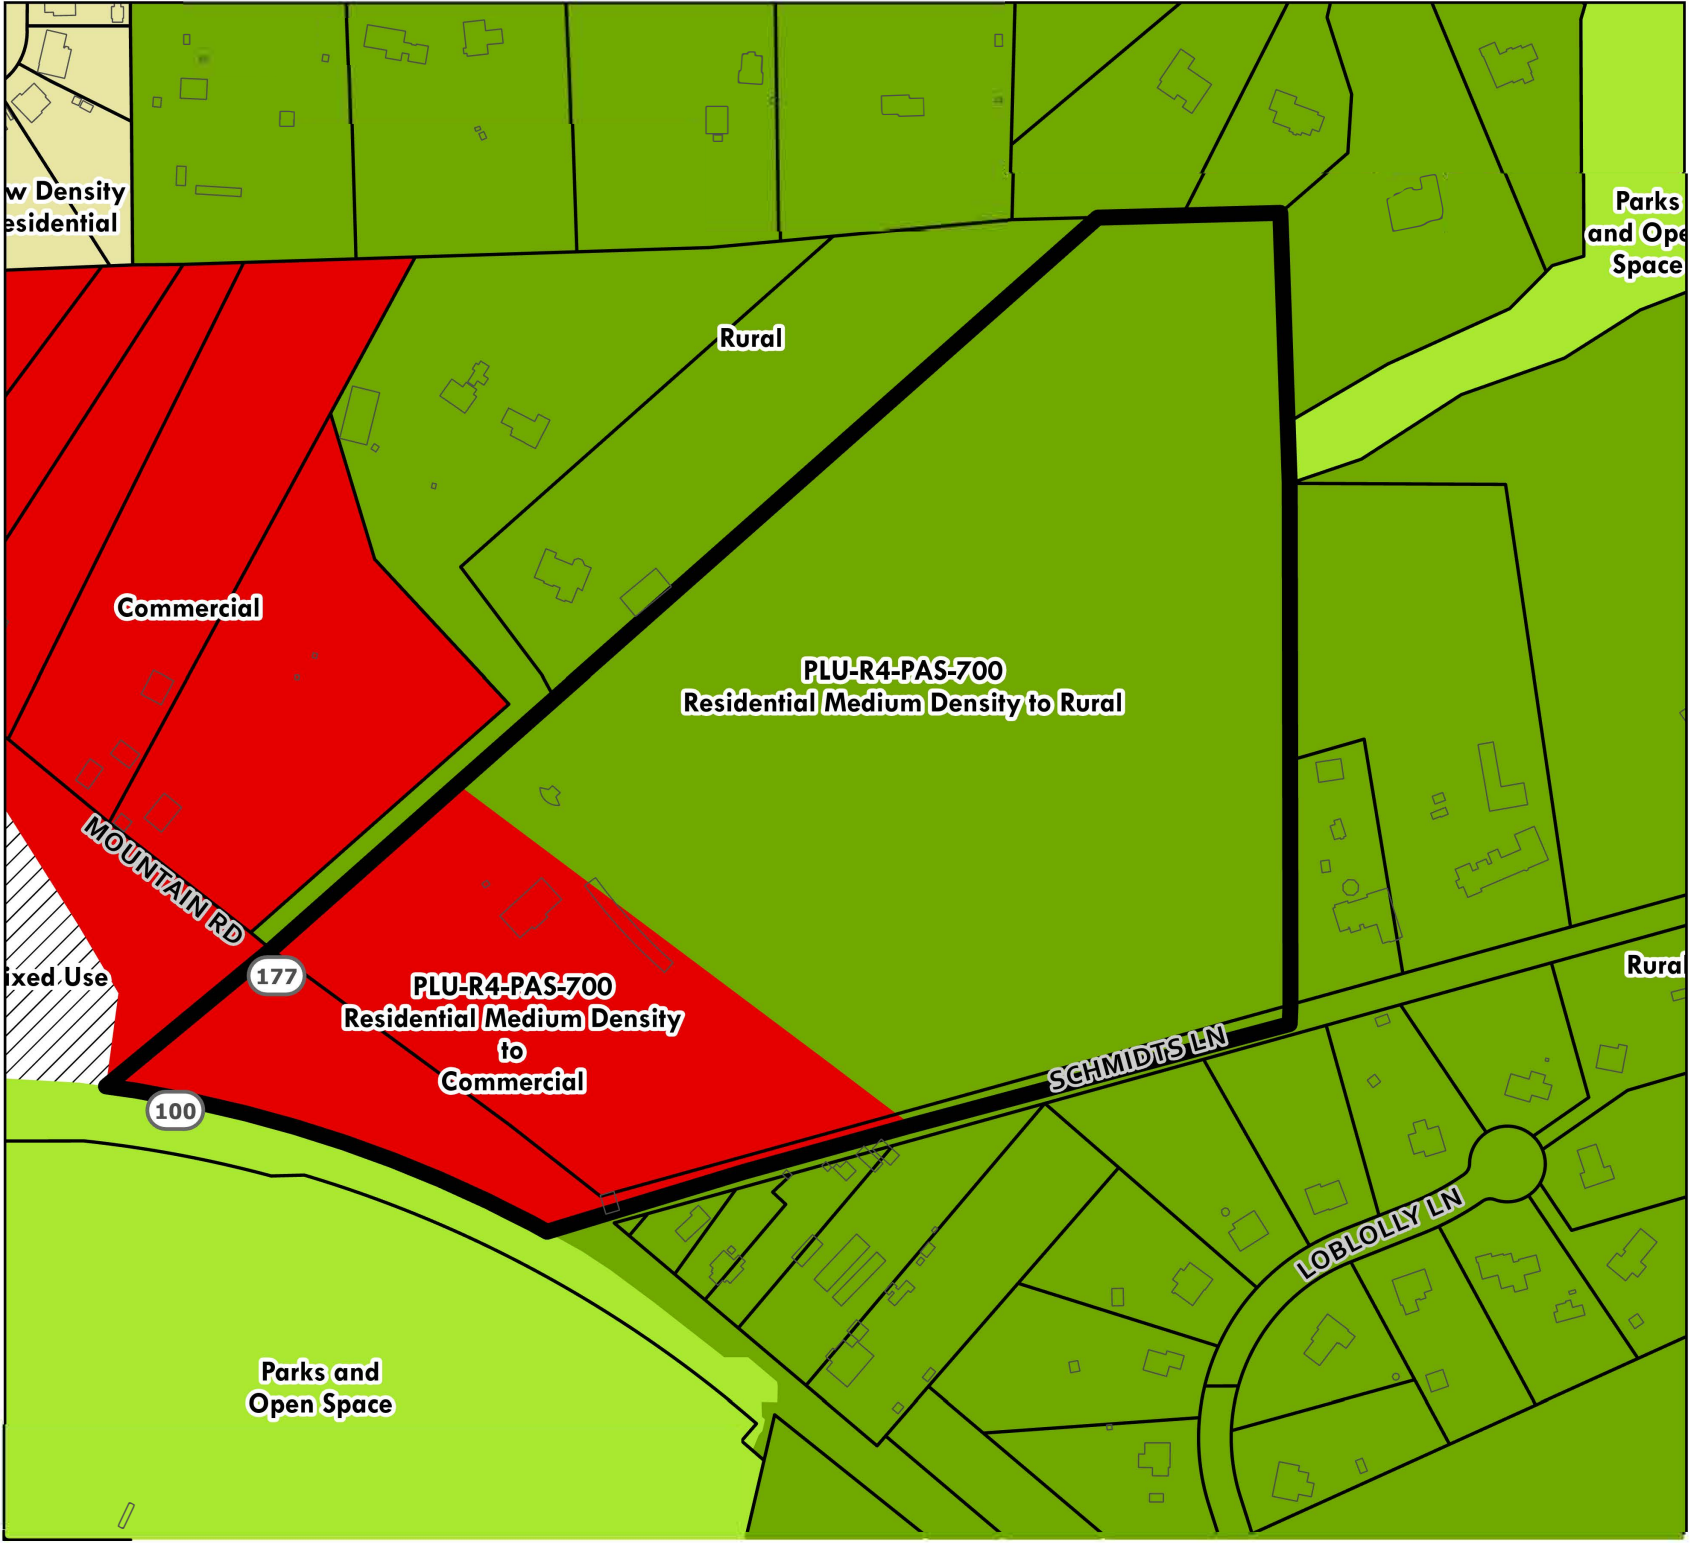 w Density
esidential
Parks
and Ope
Space
Rural
Commercial
PLU-R4-PAS-700
Residential Medium Density to Rural
MOUNTAIN RD
ixed Use
177
Rural
PLU-R4-PAS-700
Residential Medium Density
to
Commercial
SCHMIDTS LN
100
LOBLOLLY LN
Parks and
Open Space